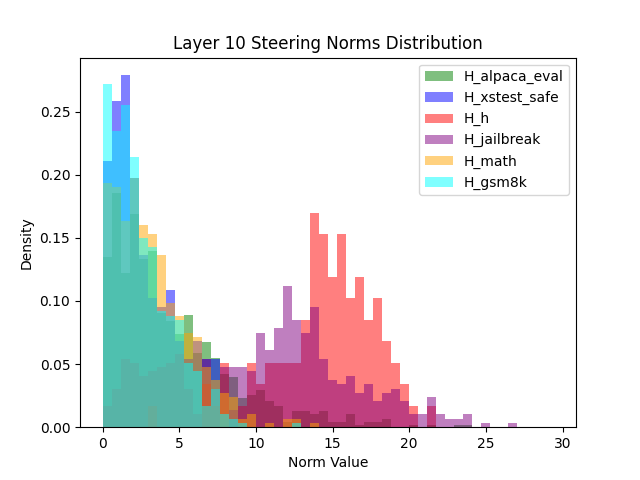 Layer 10 Steering Norms Distribution
H_alpaca_eval
H_xstest_safe
H_h
H_jailbreak
H_math
H_gsm8k
Density
0.25
0.20
0.15
0.10
0.05
0.00
0 5 10 15 20 25 30
Norm Value